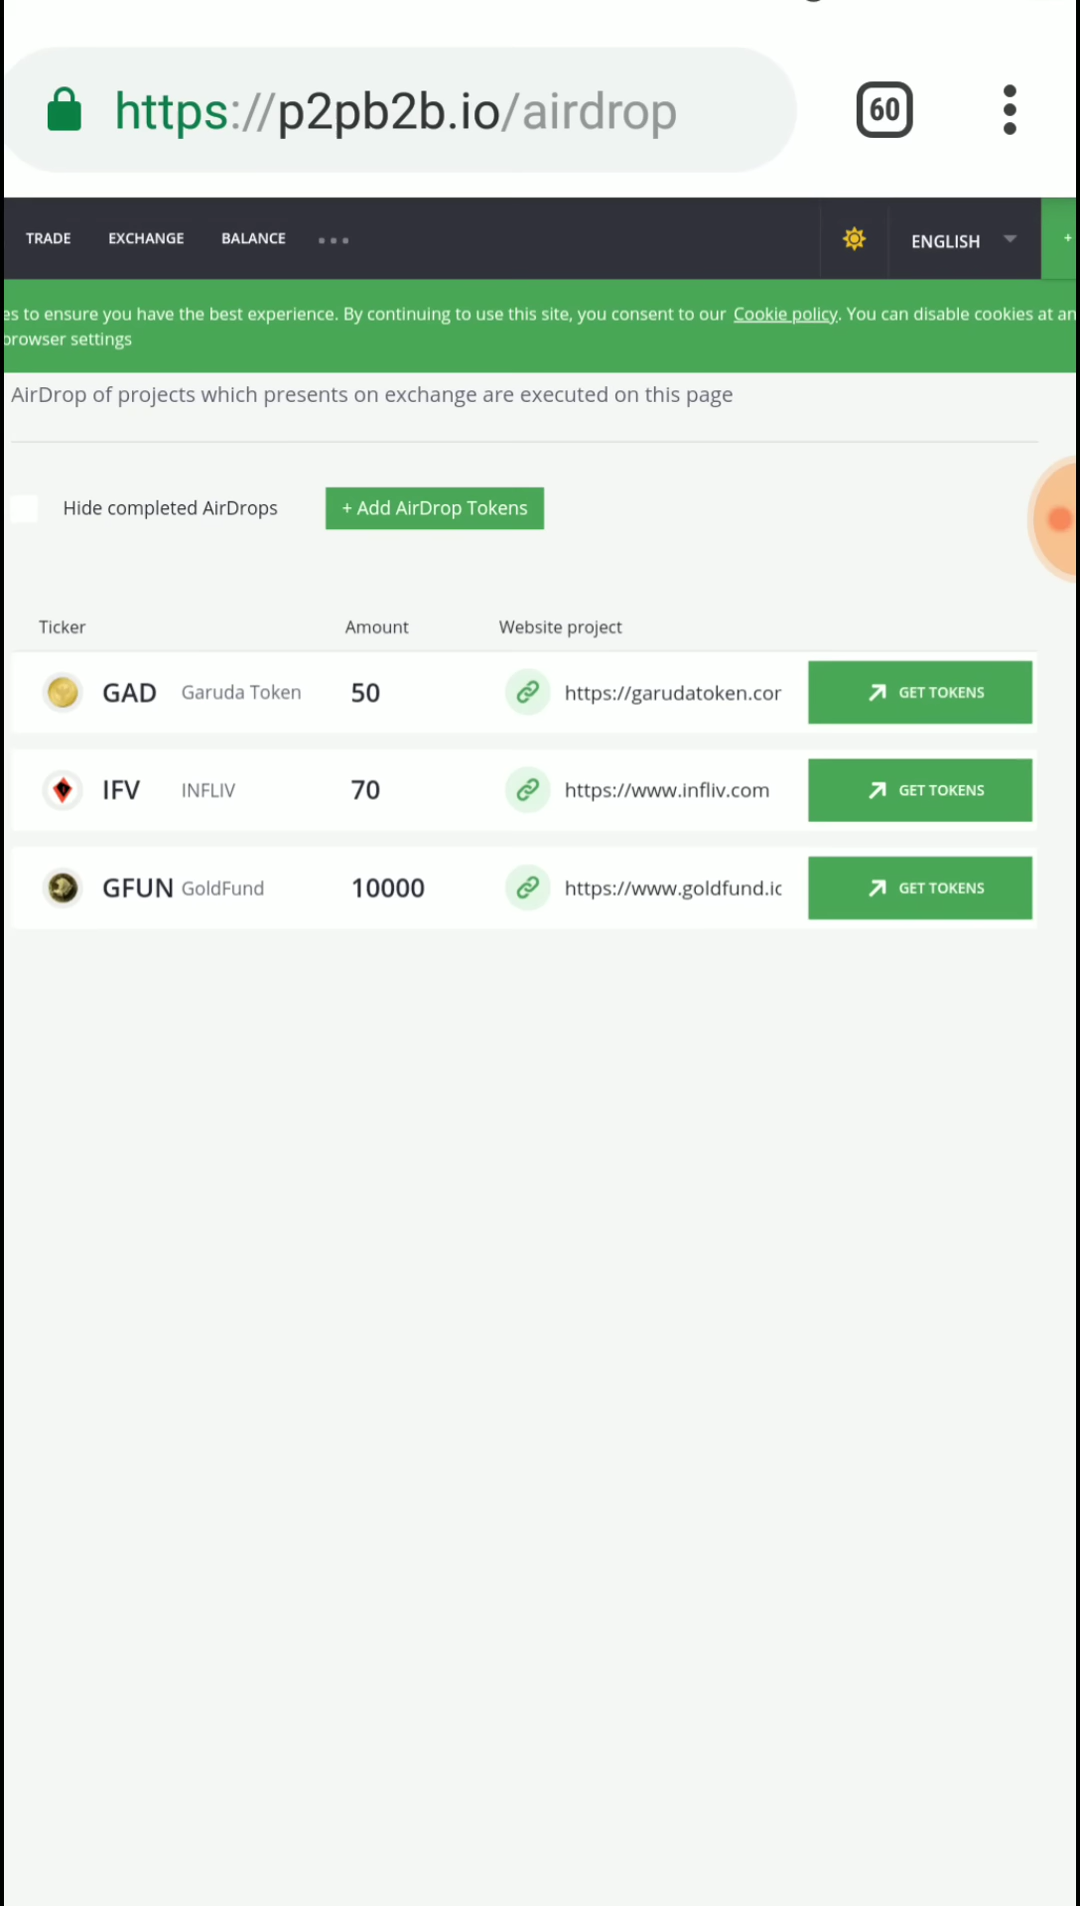 https://p2pb2b.io/airdrop 60
TRADE EXCHANGE BALANCE ENGLISH +
es to ensure you have the best experience. By continuing to use this site, you consent to our Cookie policy. You can disable cookies at an
browser settings
AirDrop of projects which presents on exchange are executed on this page
Hide completed AirDrops + Add AirDrop Tokens
Ticker Amount Website project
GAD Garuda Token 50 https://garudatoken.cor GET TOKENS
IFV INFLIV 70 https://www.infliv.com GET TOKENS
GFUN GoldFund 10000 https://www.goldfund.ic GET TOKENS